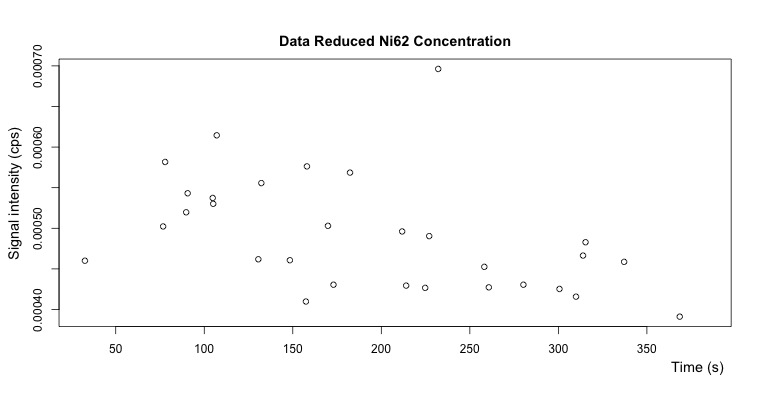 Data Reduced Ni62 Concentration
Signal intensity (cps)
0.00070
0.00060
0.00050
0.00040
50 100 150 200 250 300 350
Time (s)